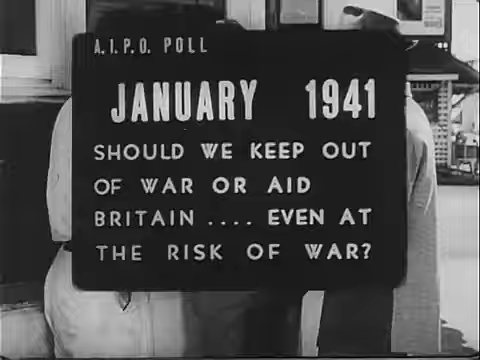 A.I.P.O. POLL
JANUARY 1941
SHOULD WE KEEP OUT
OF WAR OR AID
BRITAIN .... EVEN AT
THE RISK OF WAR?